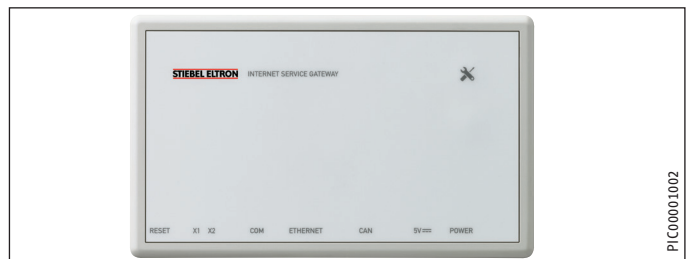 STIEBEL ELTRON INTERNET SERVICE GATEWAY
RESET X1 X2 COM ETHERNET CAN 5V⎓ POWER
PIC00001002